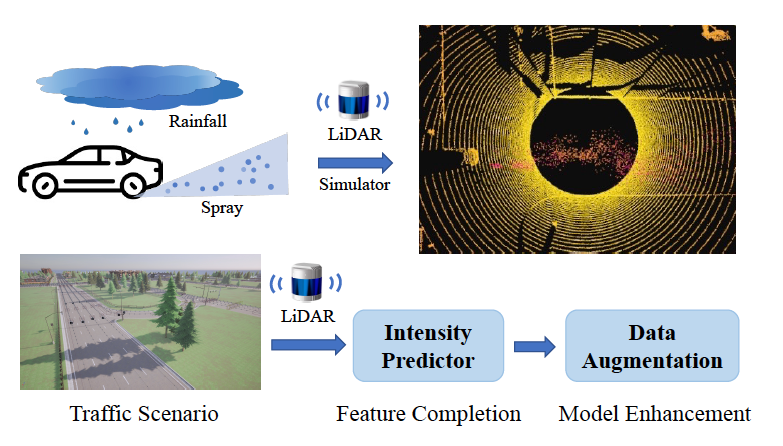 Rainfall
LiDAR
Simulator
Spray
LiDAR
Intensity
Predictor
Data
Augmentation
Traffic Scenario
Feature Completion
Model Enhancement